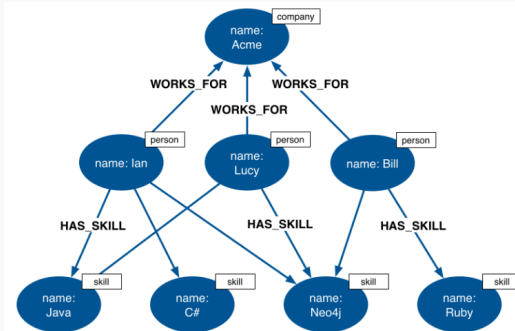 company
name:
Acme
WORKS_FOR
WORKS_FOR
WORKS_FOR
person
person
person
name: Ian
name:
Lucy
name: Bill
HAS_SKILL
HAS_SKILL
HAS_SKILL
skill
skill
skill
skill
name:
Java
name:
C#
name:
Neo4j
name:
Ruby